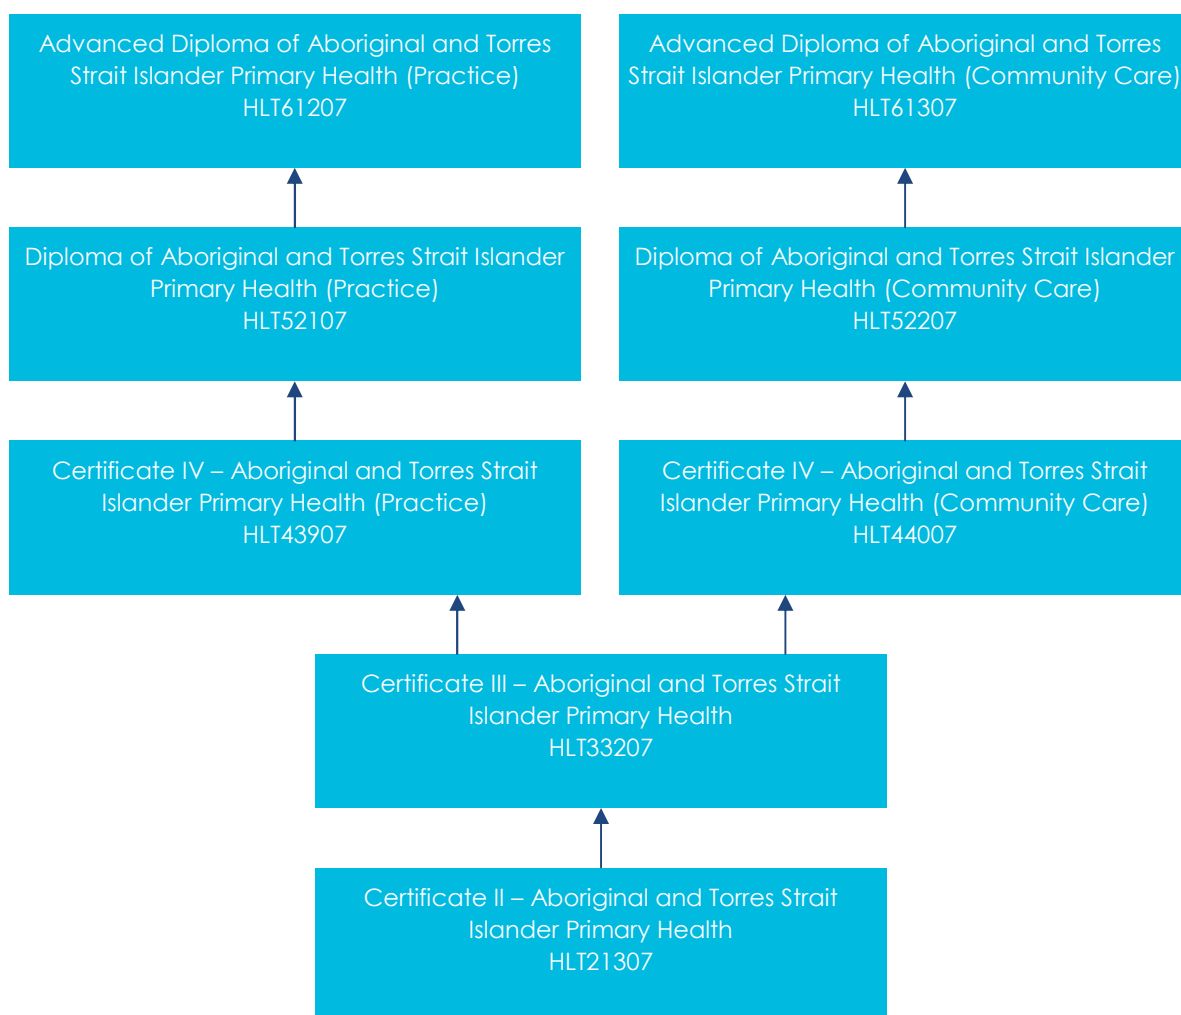 Advanced Diploma of Aboriginal and Torres
Strait Islander Primary Health (Practice)
HLT61207
Advanced Diploma of Aboriginal and Torres
Strait Islander Primary Health (Community Care)
HLT61307
Diploma of Aboriginal and Torres Strait Islander
Primary Health (Practice)
HLT52107
Diploma of Aboriginal and Torres Strait Islander
Primary Health (Community Care)
HLT52207
Certificate IV – Aboriginal and Torres Strait
Islander Primary Health (Practice)
HLT43907
Certificate IV – Aboriginal and Torres Strait
Islander Primary Health (Community Care)
HLT44007
Certificate III – Aboriginal and Torres Strait
Islander Primary Health
HLT33207
Certificate II – Aboriginal and Torres Strait
Islander Primary Health
HLT21307